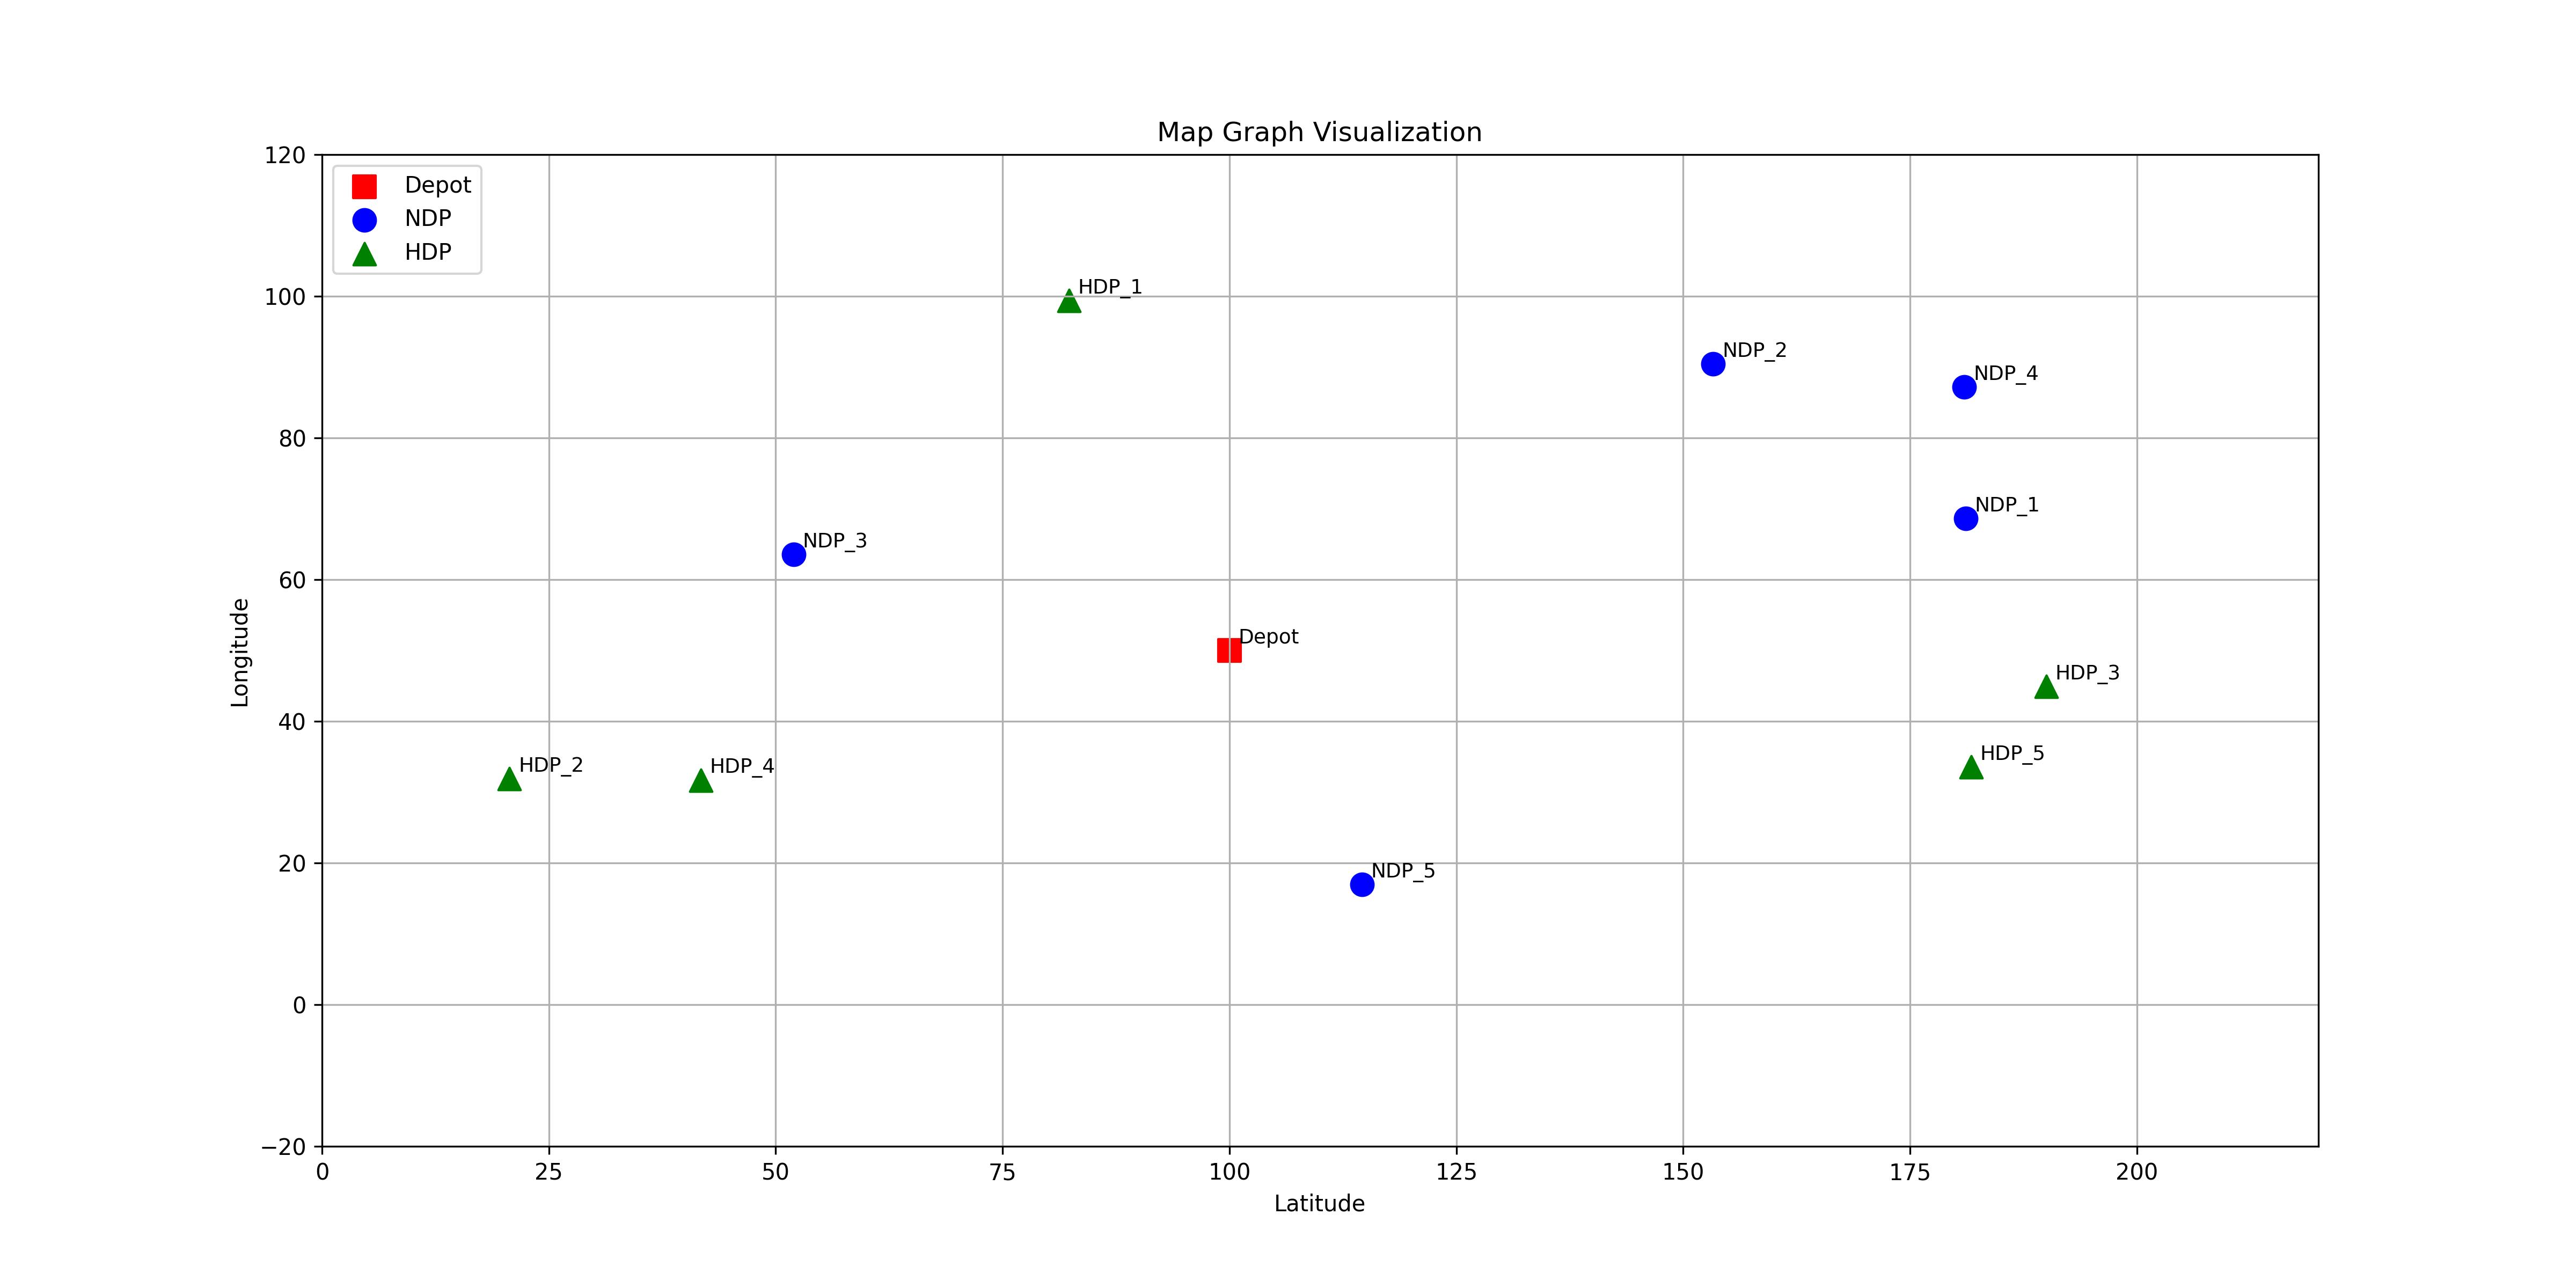 Map Graph Visualization
120
100
80
60
40
20
0
−20
Longitude
Depot
NDP
HDP
HDP_1
NDP_2
NDP_4
NDP_1
NDP_3
Depot
HDP_3
HDP_5
HDP_2
HDP_4
NDP_5
0 25 50 75 100 125 150 175 200
Latitude